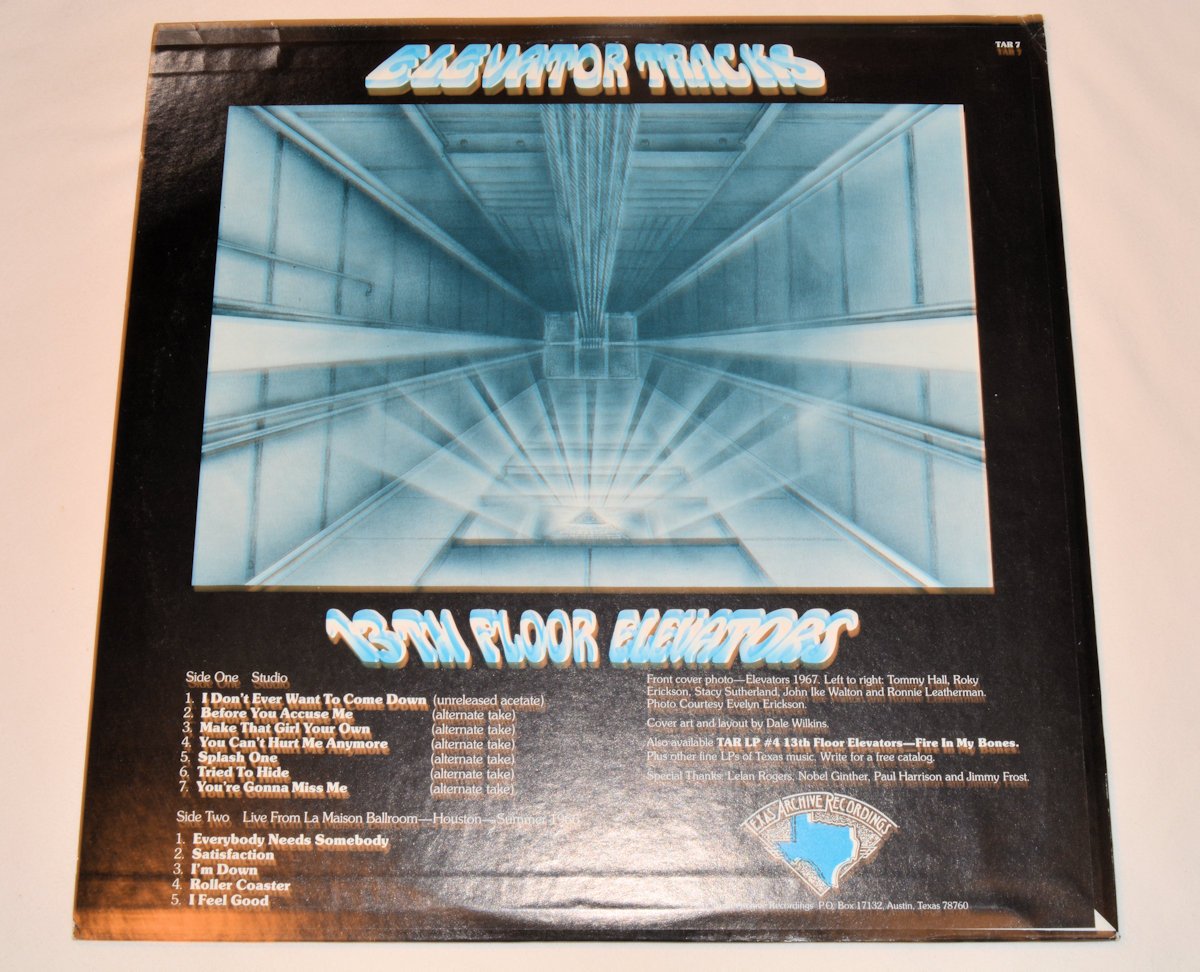 TAR 7
ELEVATOR TRACKS
13TH FLOOR ELEVATORS
Side One Studio
1. I Don't Ever Want To Come Down (unreleased acetate)
2. Before You Accuse Me (alternate take)
3. Make That Girl Your Own (alternate take)
4. You Can't Hurt Me Anymore (alternate take)
5. Splash One (alternate take)
6. Tried To Hide (alternate take)
7. You're Gonna Miss Me (alternate take)
Side Two Live From La Maison Ballroom—Houston—Summer 1966
1. Everybody Needs Somebody
2. Satisfaction
3. I'm Down
4. Roller Coaster
5. I Feel Good
Front cover photo—Elevators 1967. Left to right: Tommy Hall, Roky
Erickson, Stacy Sutherland, John Ike Walton and Ronnie Leatherman.
Photo Courtesy Evelyn Erickson.
Cover art and layout by Dale Wilkins.
Also available TAR LP #4 13th Floor Elevators—Fire In My Bones.
Plus other fine LPs of Texas music. Write for a free catalog.
Special Thanks: Lelan Rogers, Nobel Ginther, Paul Harrison and Jimmy Frost.
TEXAS ARCHIVE RECORDINGS
Recordings P.O. Box 17132, Austin, Texas 78760